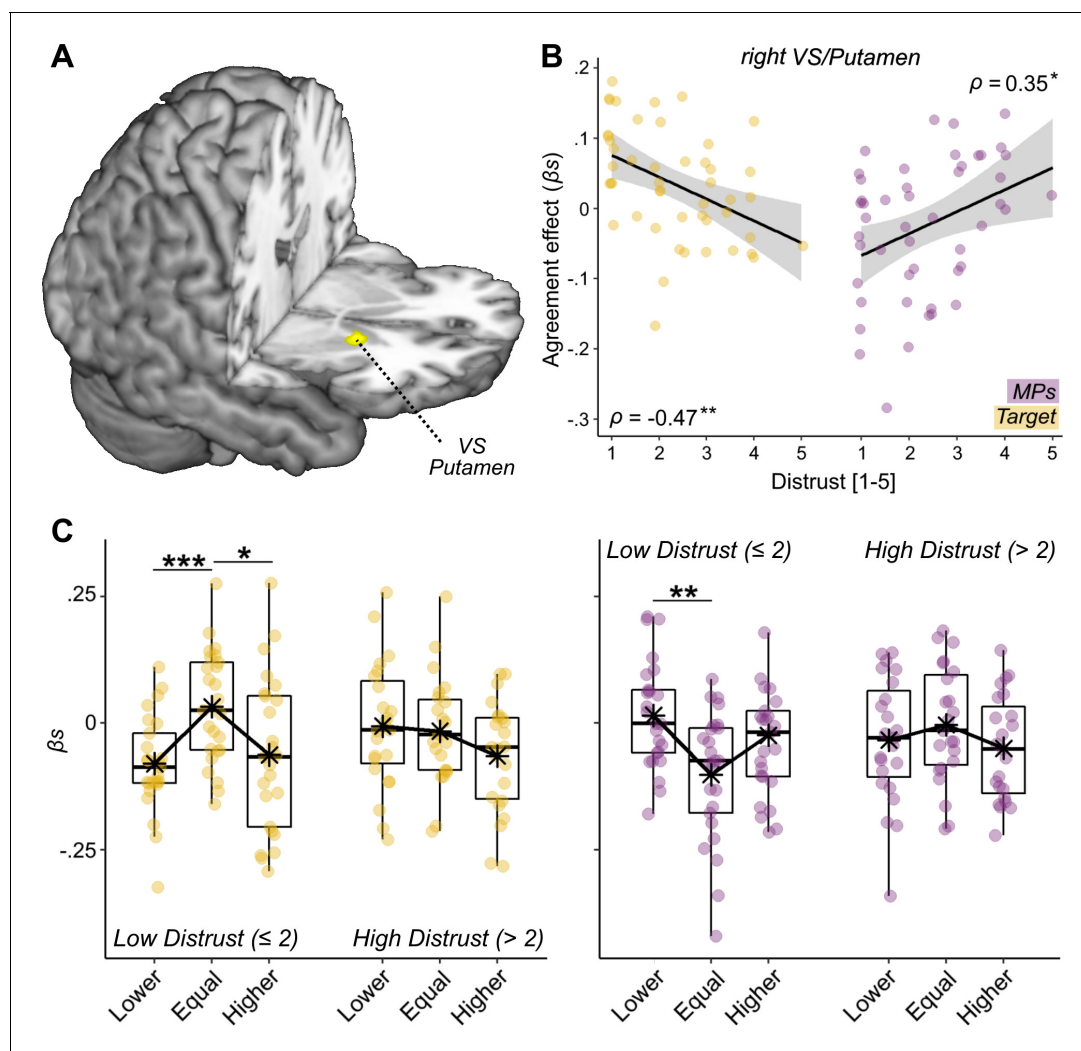 A
VS
Putamen
B
right VS/Putamen
ρ = 0.35*
.2
.1
0
-.1
-.2
-.3
Agreement effect (βs)
ρ = -0.47**
MPs
Target
1 2 3 4 5 1 2 3 4 5
Distrust [1-5]
C
*** *
.25
0
-.25
βs
Low Distrust (≤ 2) High Distrust (> 2)
Lower Equal Higher Lower Equal Higher
Low Distrust (≤ 2) High Distrust (> 2)
**
Lower Equal Higher Lower Equal Higher